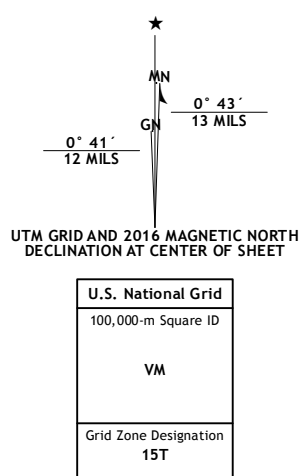 ★
MN
0° 43´
13 MILS
GN
0° 41´
12 MILS
UTM GRID AND 2016 MAGNETIC NORTH
DECLINATION AT CENTER OF SHEET
U.S. National Grid
100,000-m Square ID
VM
Grid Zone Designation
15T